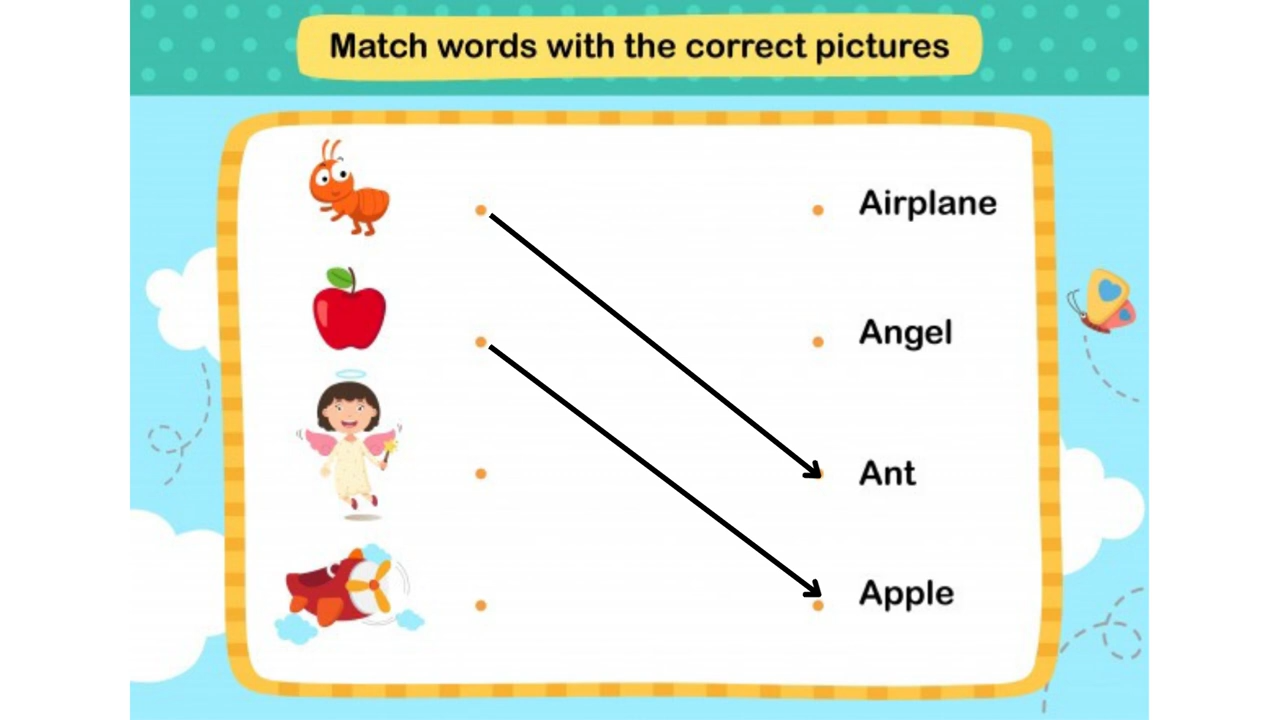 Match words with the correct pictures
Airplane
Angel
Ant
Apple